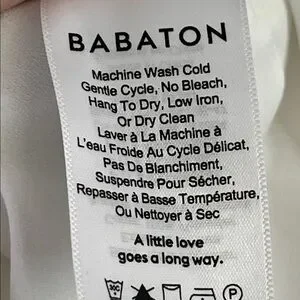 BABATON
Machine Wash Cold
Gentle Cycle, No Bleach,
Hang To Dry, Low Iron,
Or Dry Clean
Laver à La Machine à
L'eau Froide Au Cycle Délicat,
Pas De Blanchiment,
Suspendre Pour Sécher,
Repasser à Basse Température,
Ou Nettoyer à Sec
A little love
goes a long way.
30C P